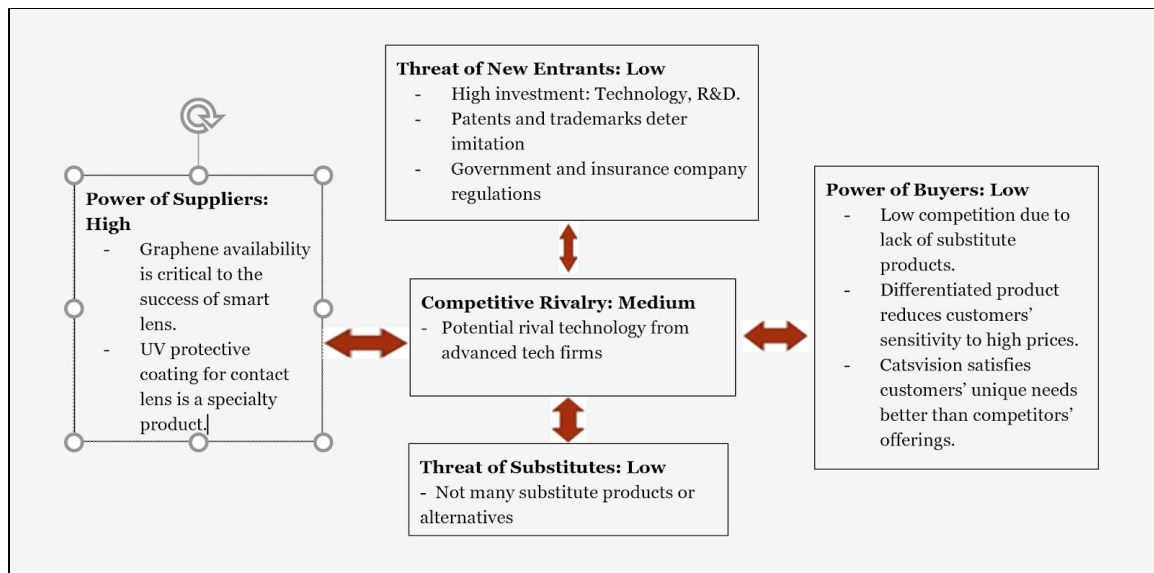 Threat of New Entrants: Low
- High investment: Technology, R&D.
- Patents and trademarks deter
imitation
- Government and insurance company
regulations
Power of Suppliers:
High
- Graphene availability
is critical to the
success of smart
lens.
- UV protective
coating for contact
lens is a specialty
product.
Competitive Rivalry: Medium
- Potential rival technology from
advanced tech firms
Power of Buyers: Low
- Low competition due to
lack of substitute
products.
- Differentiated product
reduces customers’
sensitivity to high prices.
- Catsvision satisfies
customers’ unique needs
better than competitors’
offerings.
Threat of Substitutes: Low
- Not many substitute products or
alternatives